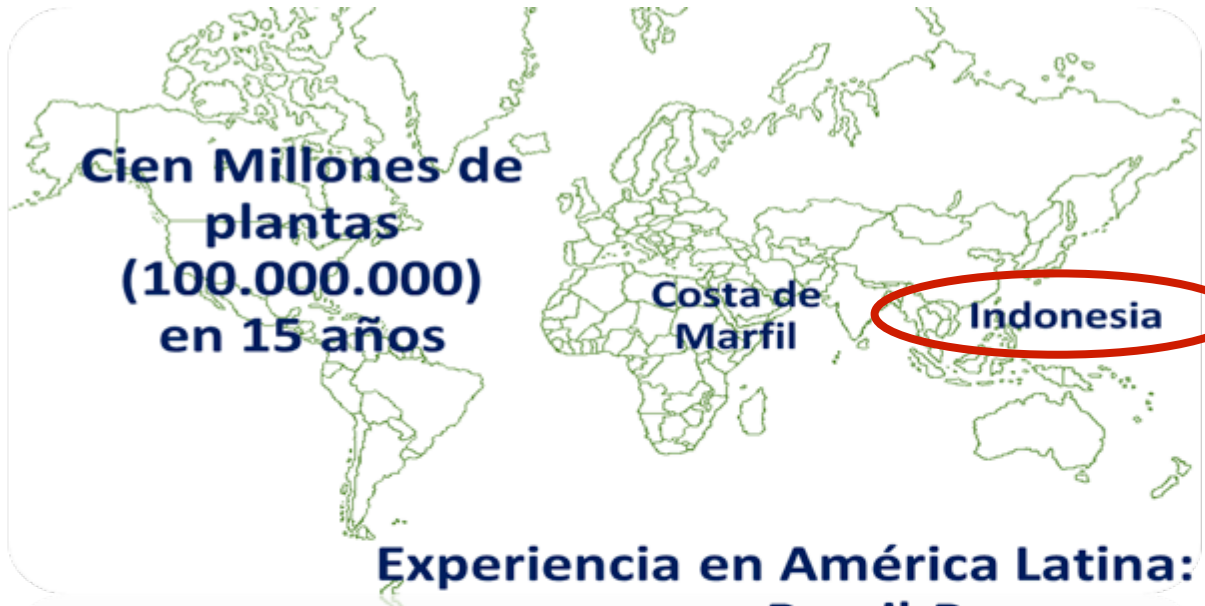 Cien Millones de
plantas
(100.000.000)
en 15 años
Costa de
Marfil
Indonesia
Experiencia en América Latina: